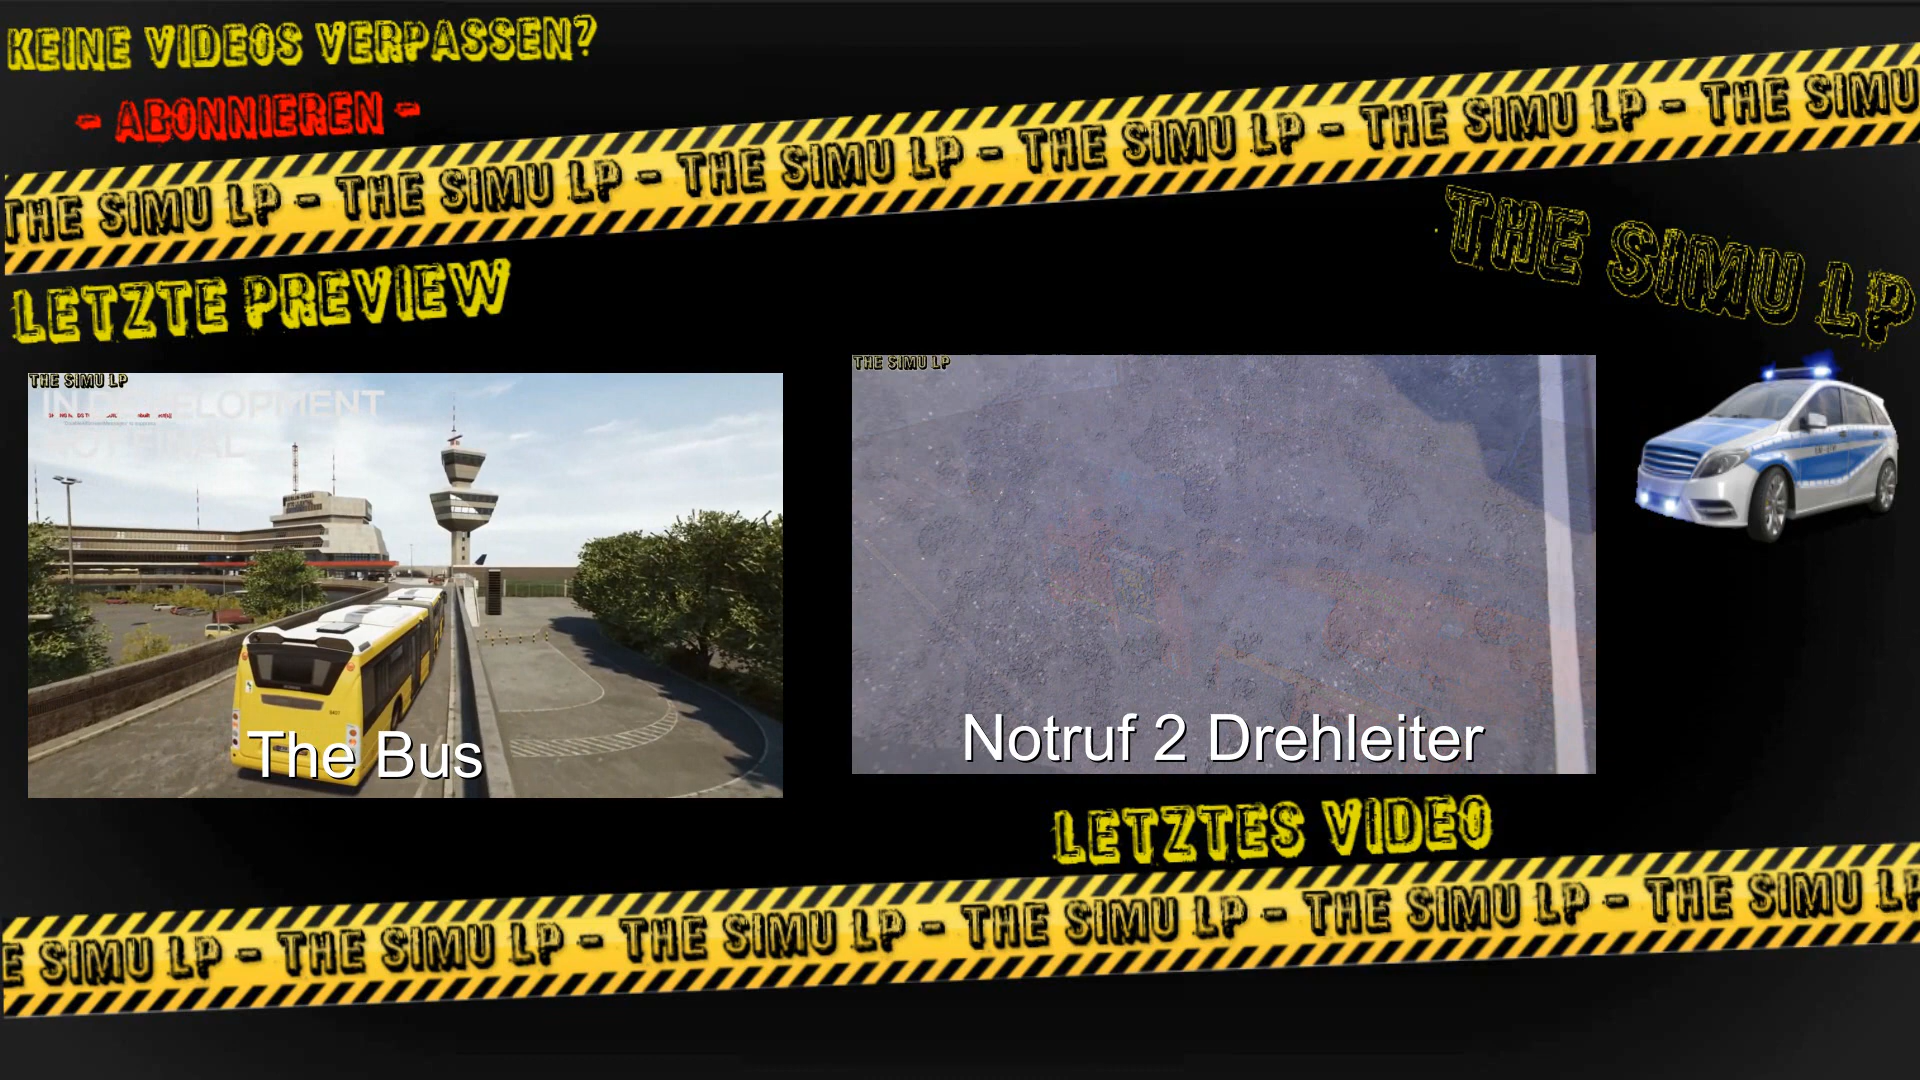 KEINE VIDEOS VERPASSEN?
- ABONNIEREN -
THE SIMU LP - THE SIMU LP - THE SIMU LP - THE SIMU LP - THE SIMU LP - THE SIMU
THE SIMU LP
LETZTE PREVIEW
THE SIMU LP
THE SIMU LP
The Bus
Notruf 2 Drehleiter
LETZTES VIDEO
E SIMU LP - THE SIMU LP - THE SIMU LP - THE SIMU LP - THE SIMU LP - THE SIMU LP